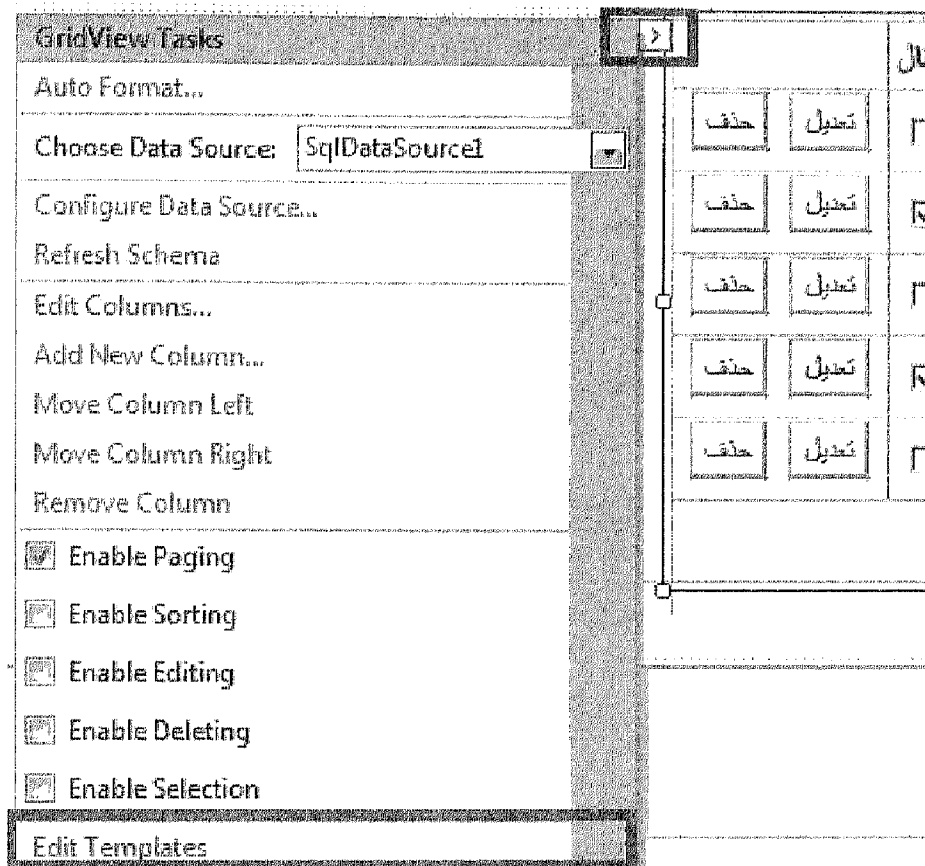 GridView Tasks
Auto Format...
Choose Data Source: SqlDataSource1
Configure Data Source...
Refresh Schema
Edit Columns...
Add New Column...
Move Column Left
Move Column Right
Remove Column
Enable Paging
Enable Sorting
Enable Editing
Enable Deleting
Enable Selection
Edit Templates
تعديل حذف
تعديل حذف
تعديل حذف
تعديل حذف
تعديل حذف